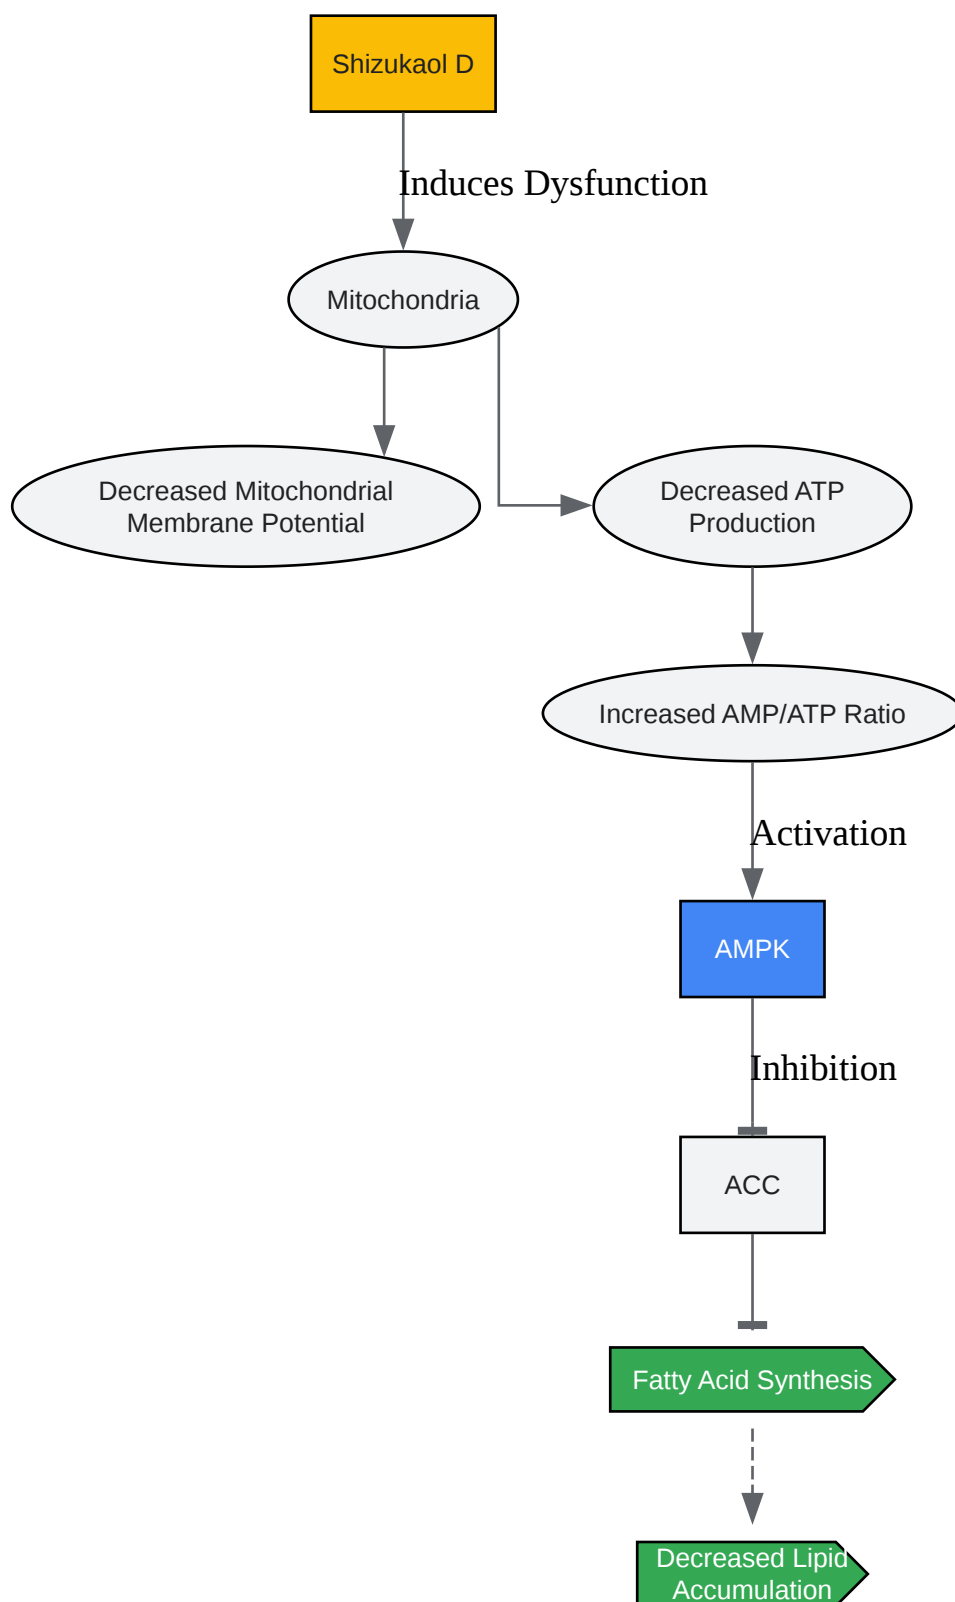 Shizukaol D
Induces Dysfunction
Mitochondria
Decreased Mitochondrial
Membrane Potential
Decreased ATP
Production
Increased AMP/ATP Ratio
Activation
AMPK
Inhibition
ACC
Fatty Acid Synthesis
Decreased Lipid
Accumulation